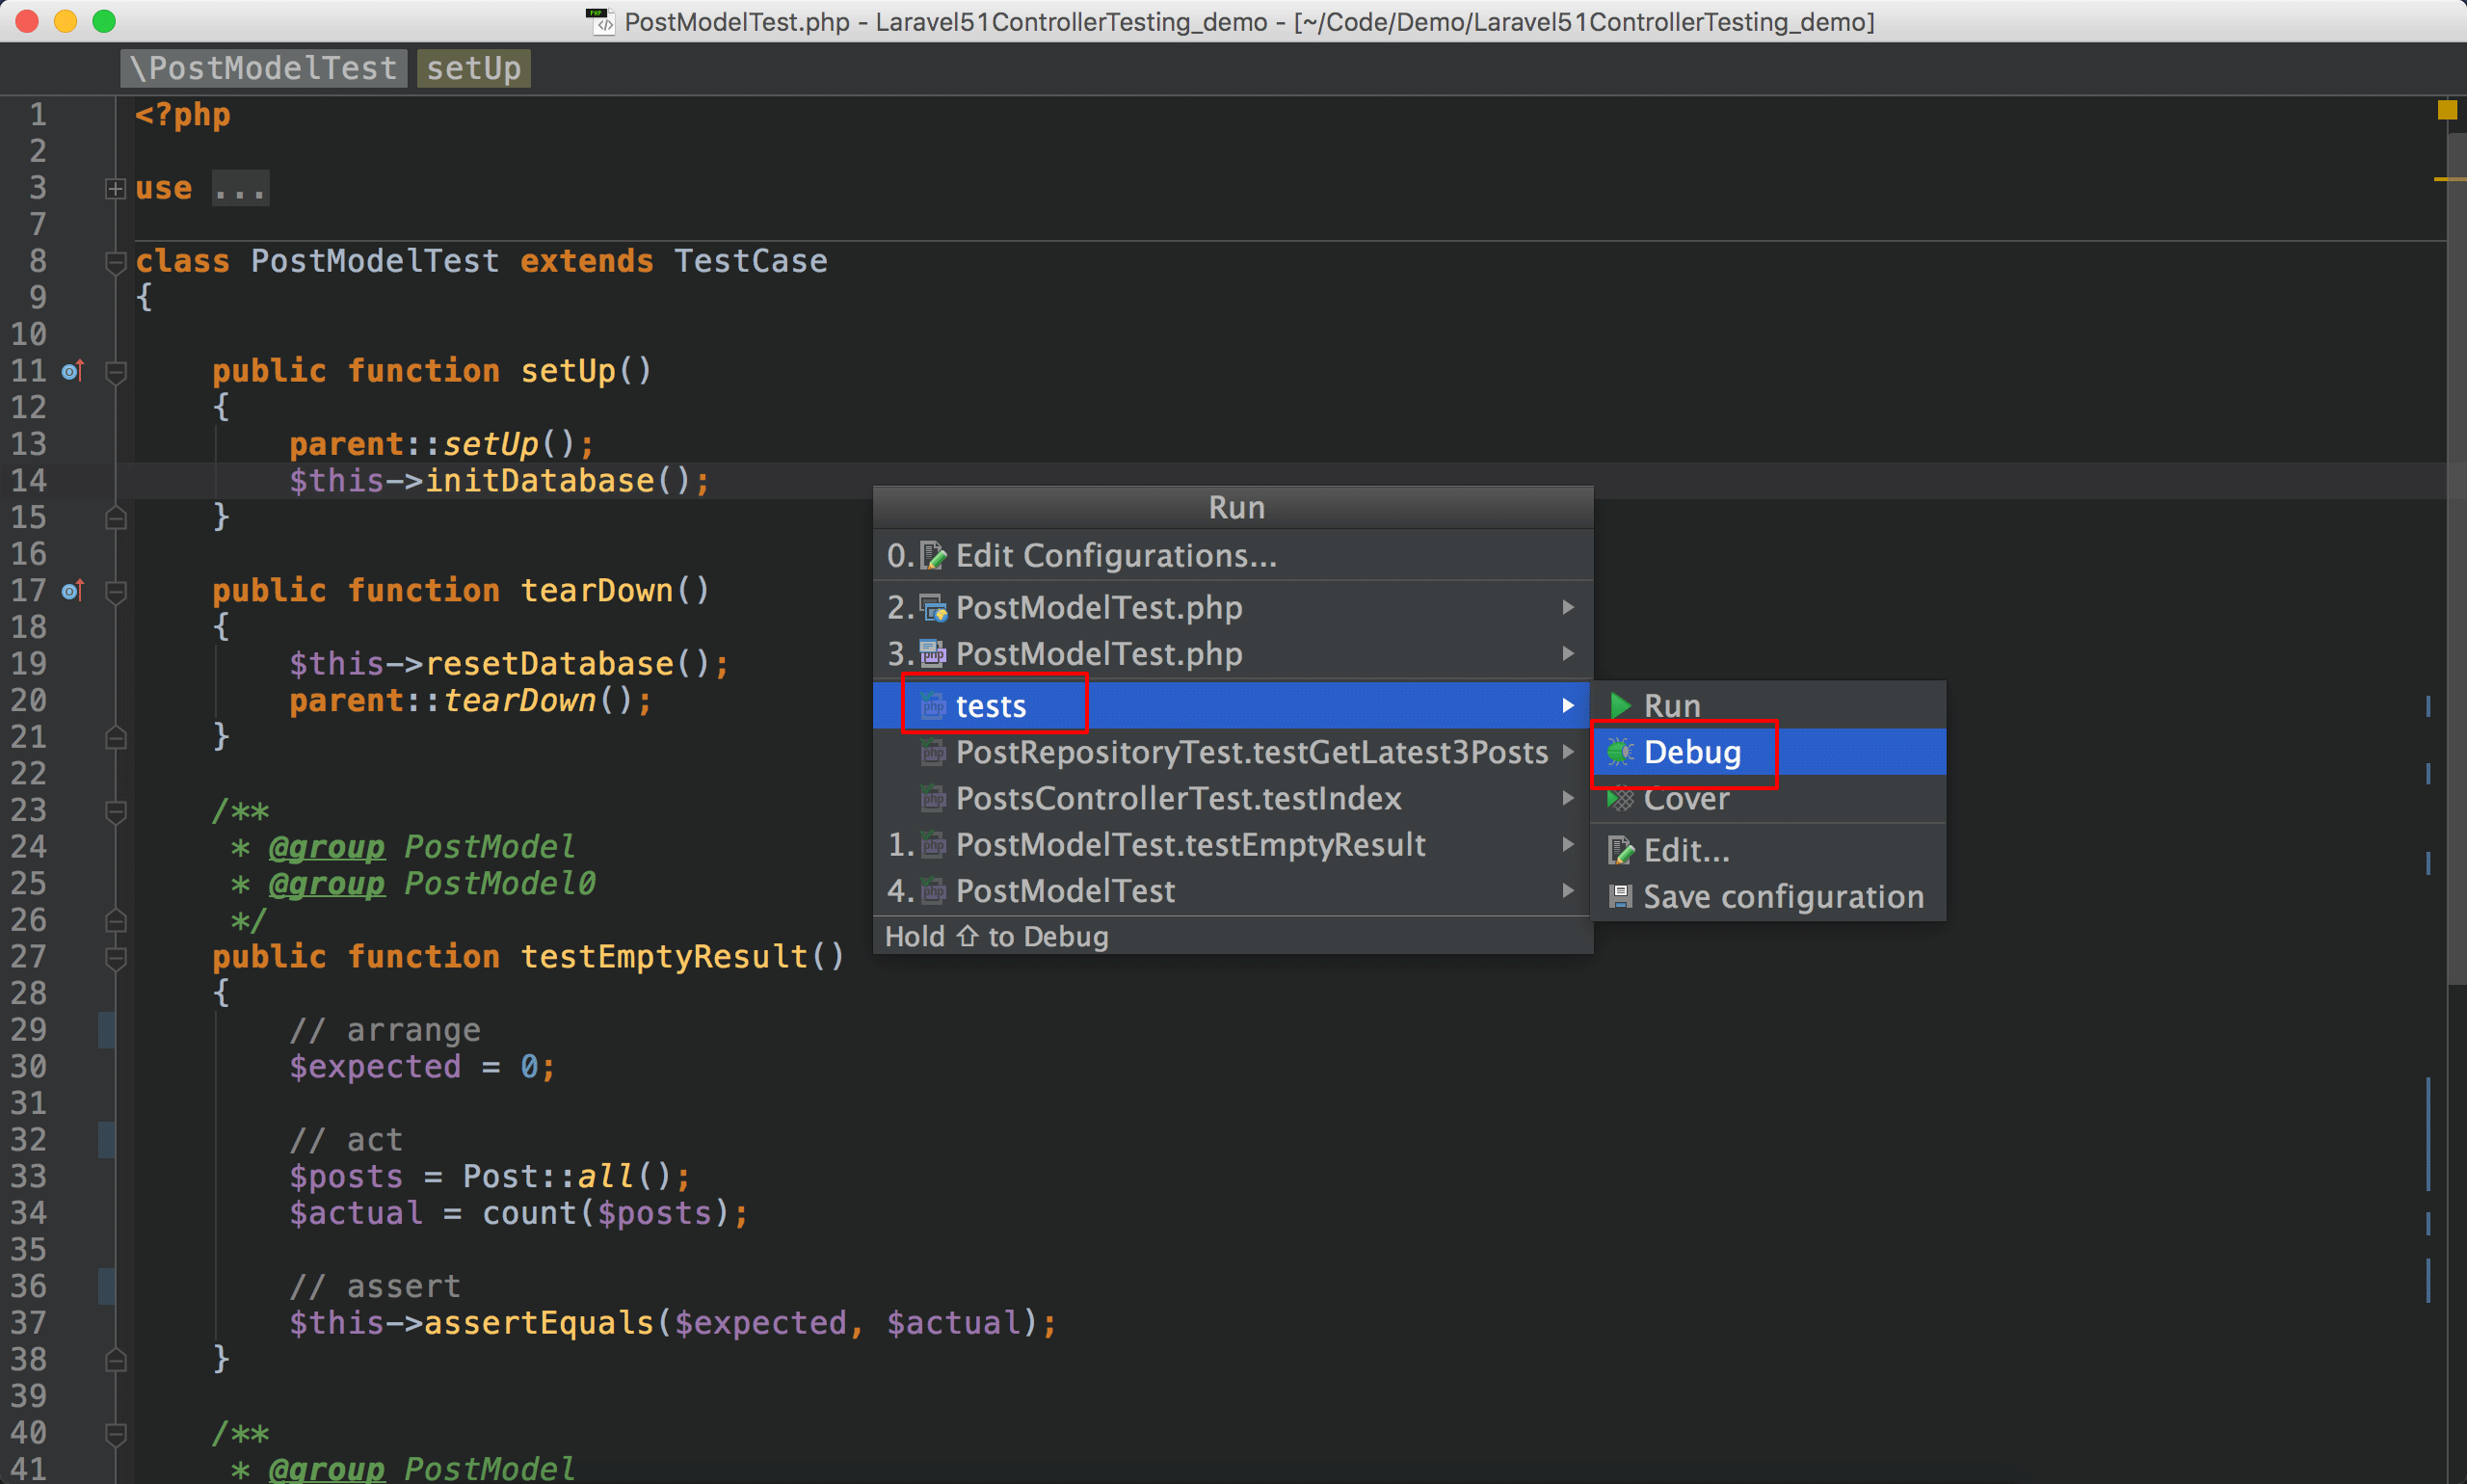 PostModelTest.php - Laravel51ControllerTesting_demo - [~/Code/Demo/Laravel51ControllerTesting_demo]
\PostModelTest setUp
1 <?php
2
3 use ...
7
8 class PostModelTest extends TestCase
9 {
10
11 public function setUp()
12 {
13 parent::setUp();
14 $this->initDatabase();
15 }
16
17 public function tearDown()
18 {
19 $this->resetDatabase();
20 parent::tearDown();
21 }
22
23 /**
24 * @group PostModel
25 * @group PostModel0
26 */
27 public function testEmptyResult()
28 {
29 // arrange
30 $expected = 0;
31
32 // act
33 $posts = Post::all();
34 $actual = count($posts);
35
36 // assert
37 $this->assertEquals($expected, $actual);
38 }
39
40 /**
41 * @group PostModel
Run
0. Edit Configurations...
2. PostModelTest.php
3. PostModelTest.php
tests
PostRepositoryTest.testGetLatest3Posts
PostsControllerTest.testIndex
1. PostModelTest.testEmptyResult
4. PostModelTest
Hold ⇧ to Debug
Run
Debug
Cover
Edit...
Save configuration